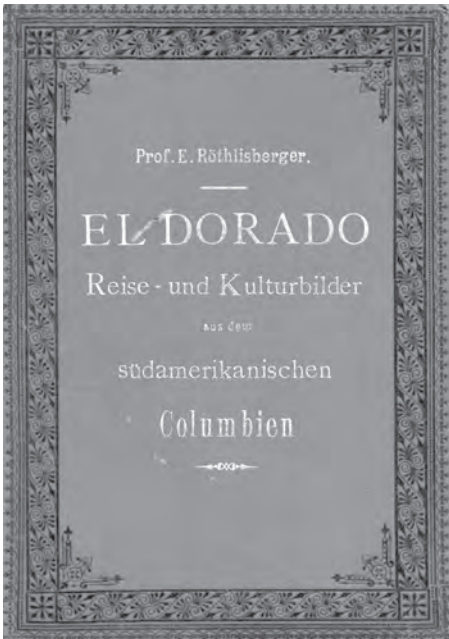 Prof. E. Röthlisberger.
EL DORADO
Reise - und Kulturbilder
aus dem
südamerikanischen
Columbien